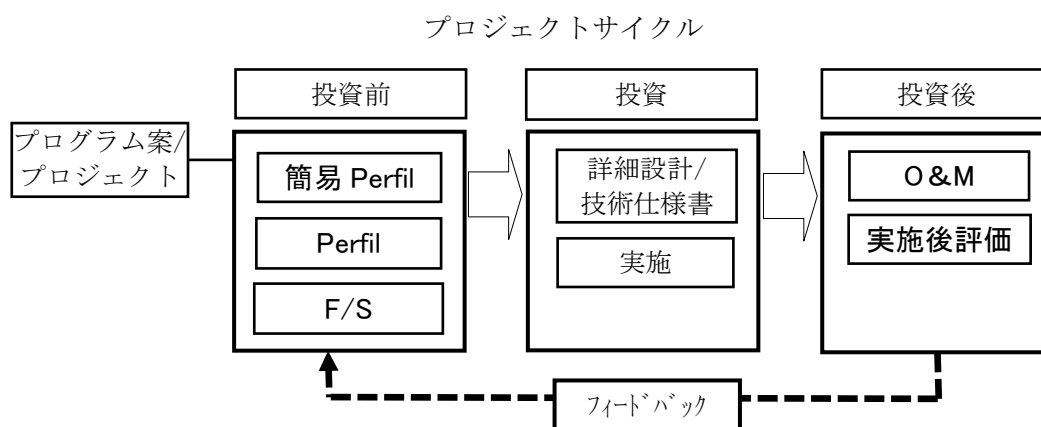 プロジェクトサイクル
投資前
投資
投資後
プログラム案/
プロジェクト
簡易 Perfil
Perfil
F/S
詳細設計/
技術仕様書
実施
O&M
実施後評価
フィードバック